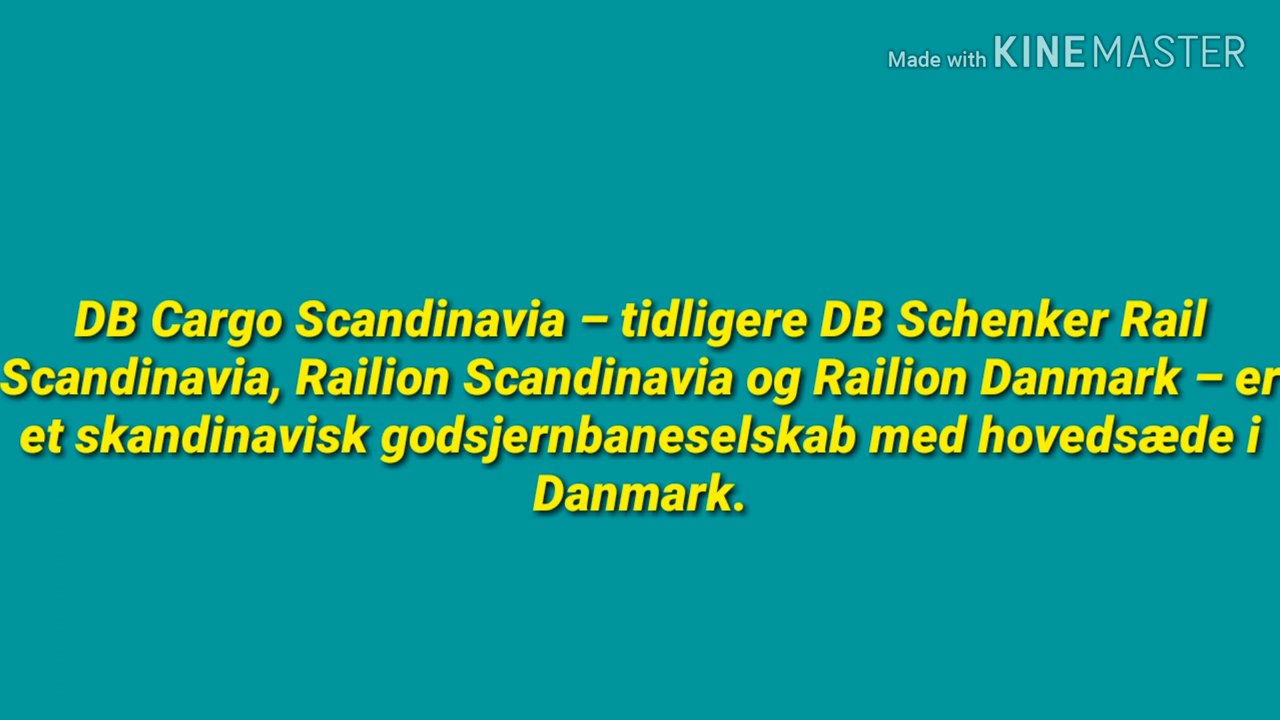 Made with KINEMASTER
DB Cargo Scandinavia – tidligere DB Schenker Rail
Scandinavia, Railion Scandinavia og Railion Danmark – er
et skandinavisk godsjernbaneselskab med hovedsæde i
Danmark.